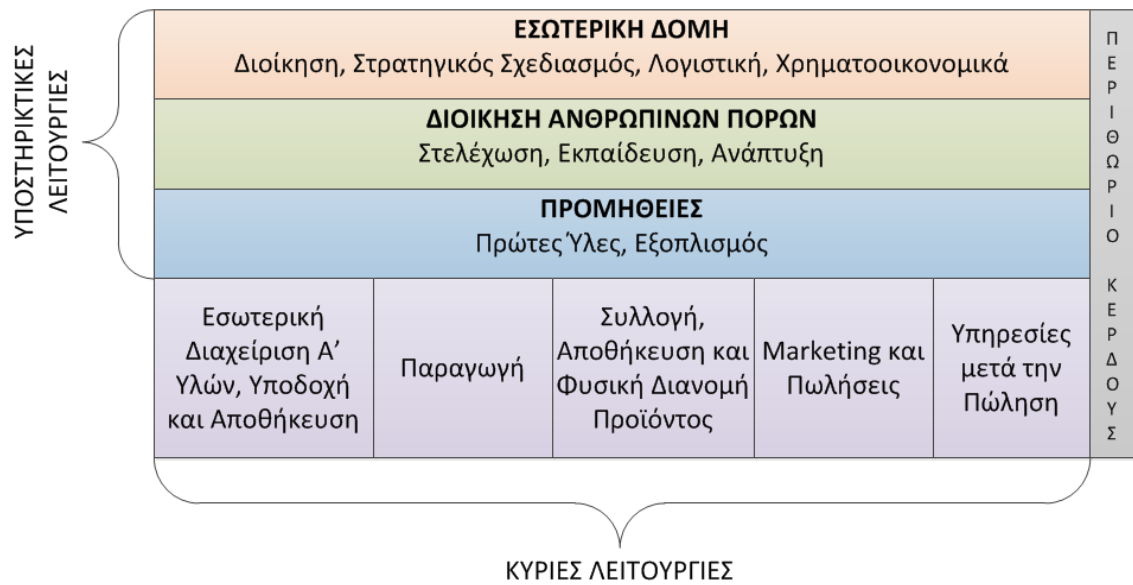 ΥΠΟΣΤΗΡΙΚΤΙΚΕΣ
ΛΕΙΤΟΥΡΓΙΕΣ
ΕΣΩΤΕΡΙΚΗ ΔΟΜΗ
Διοίκηση, Στρατηγικός Σχεδιασμός, Λογιστική, Χρηματοοικονομικά
ΔΙΟΙΚΗΣΗ ΑΝΘΡΩΠΙΝΩΝ ΠΟΡΩΝ
Στελέχωση, Εκπαίδευση, Ανάπτυξη
ΠΡΟΜΗΘΕΙΕΣ
Πρώτες Ύλες, Εξοπλισμός
Εσωτερική
Διαχείριση Α’
Υλών, Υποδοχή
και Αποθήκευση
Παραγωγή
Συλλογή,
Αποθήκευση και
Φυσική Διανομή
Προϊόντος
Marketing και
Πωλήσεις
Υπηρεσίες
μετά την
Πώληση
ΠΕΡΙΘΩΡΙΟ ΚΕΡΔΟΥΣ
ΚΥΡΙΕΣ ΛΕΙΤΟΥΡΓΙΕΣ